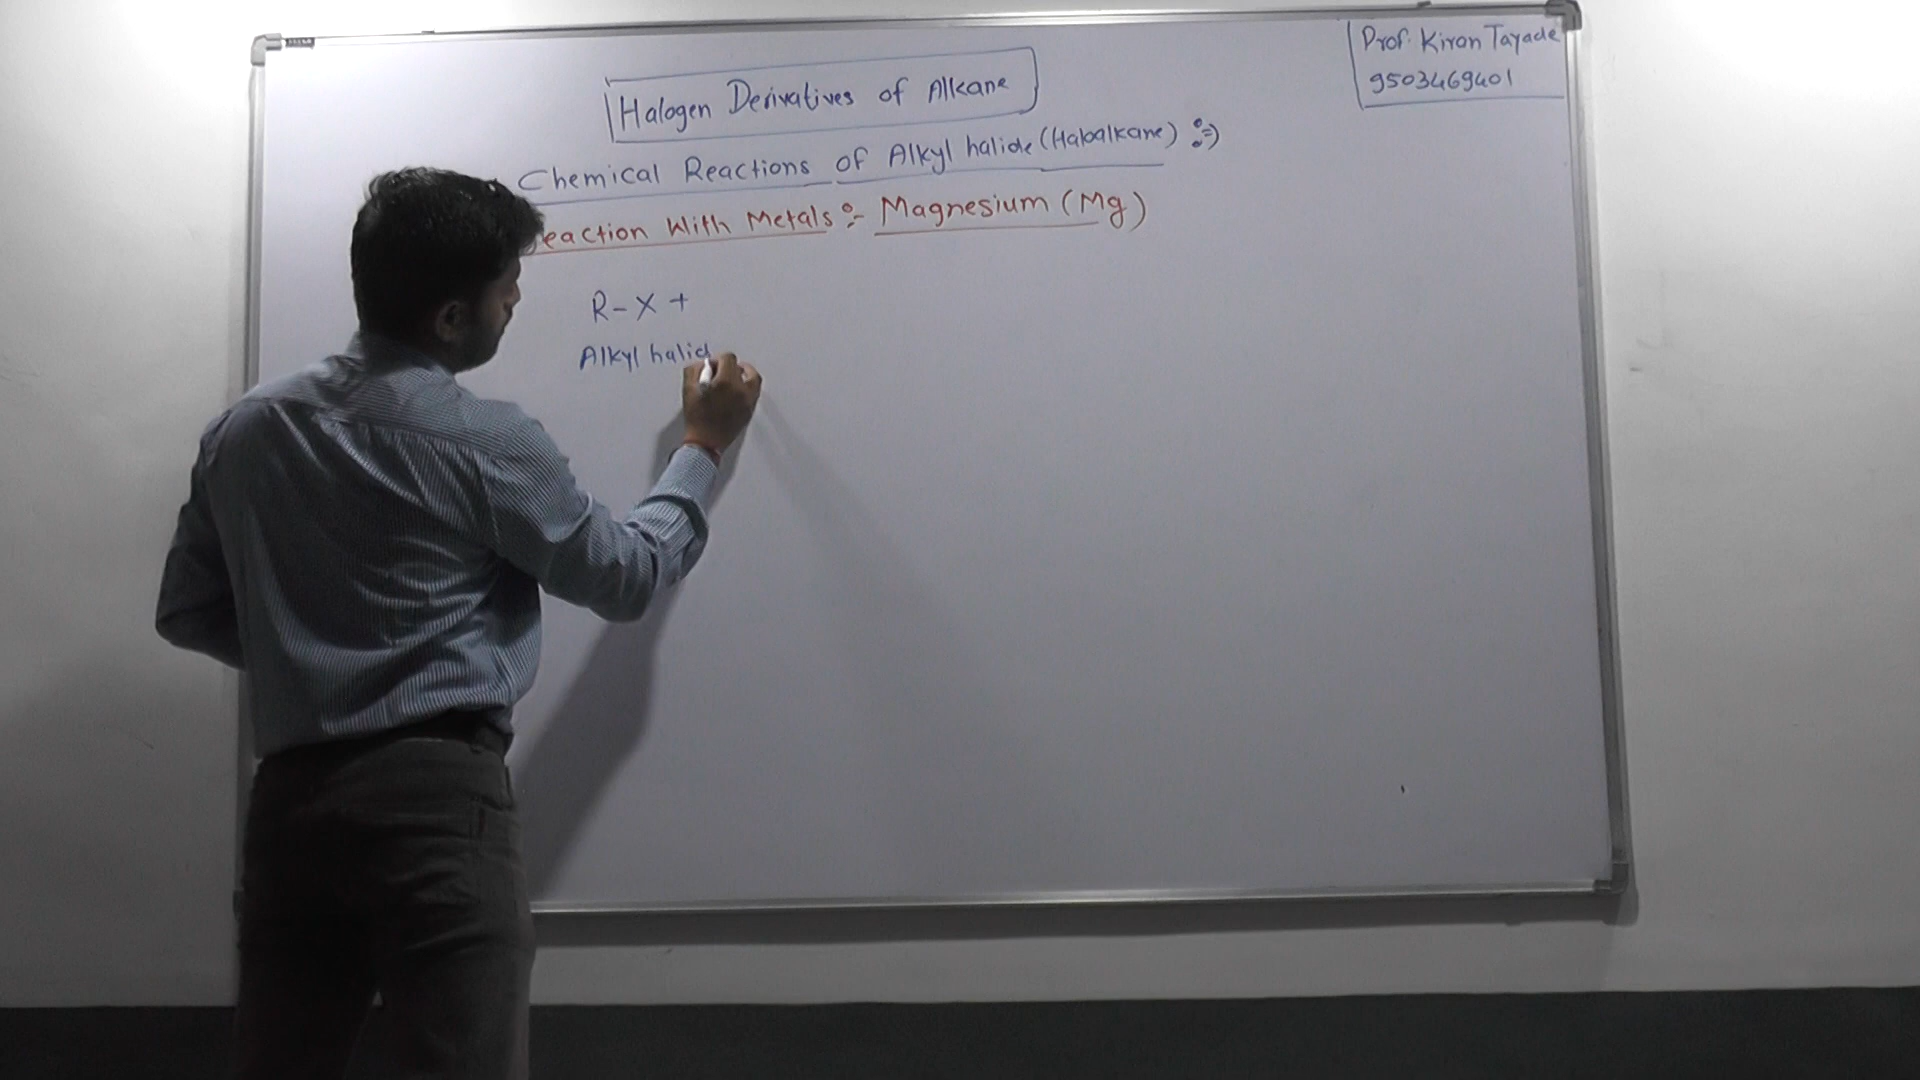 Prof. Kiran Tayade
9503469401
Halogen Derivatives of Alkane
Chemical Reactions of Alkyl halide (Haloalkane) :=)
eaction With Metals :- Magnesium (Mg)
R-X +
Alkyl halid